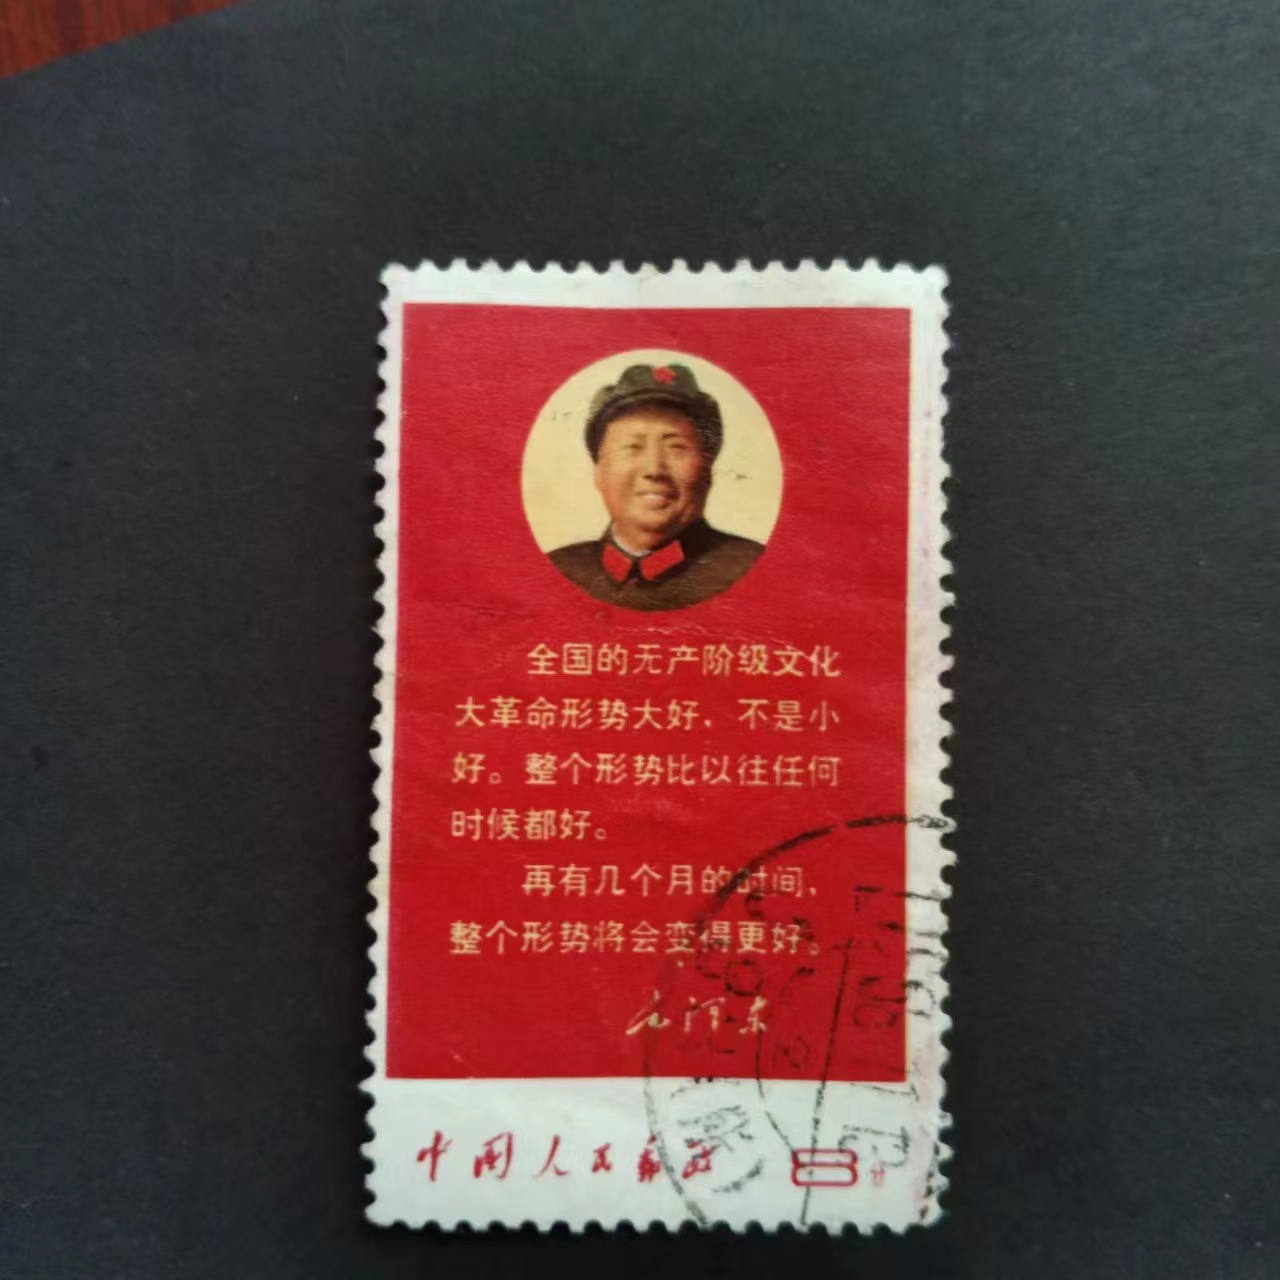 全国的无产阶级文化
大革命形势大好，不是小
好。整个形势比以往任何
时候都好。
再有几个月的时间，
整个形势将会变得更好。
毛泽东
中国人民邮政
8分